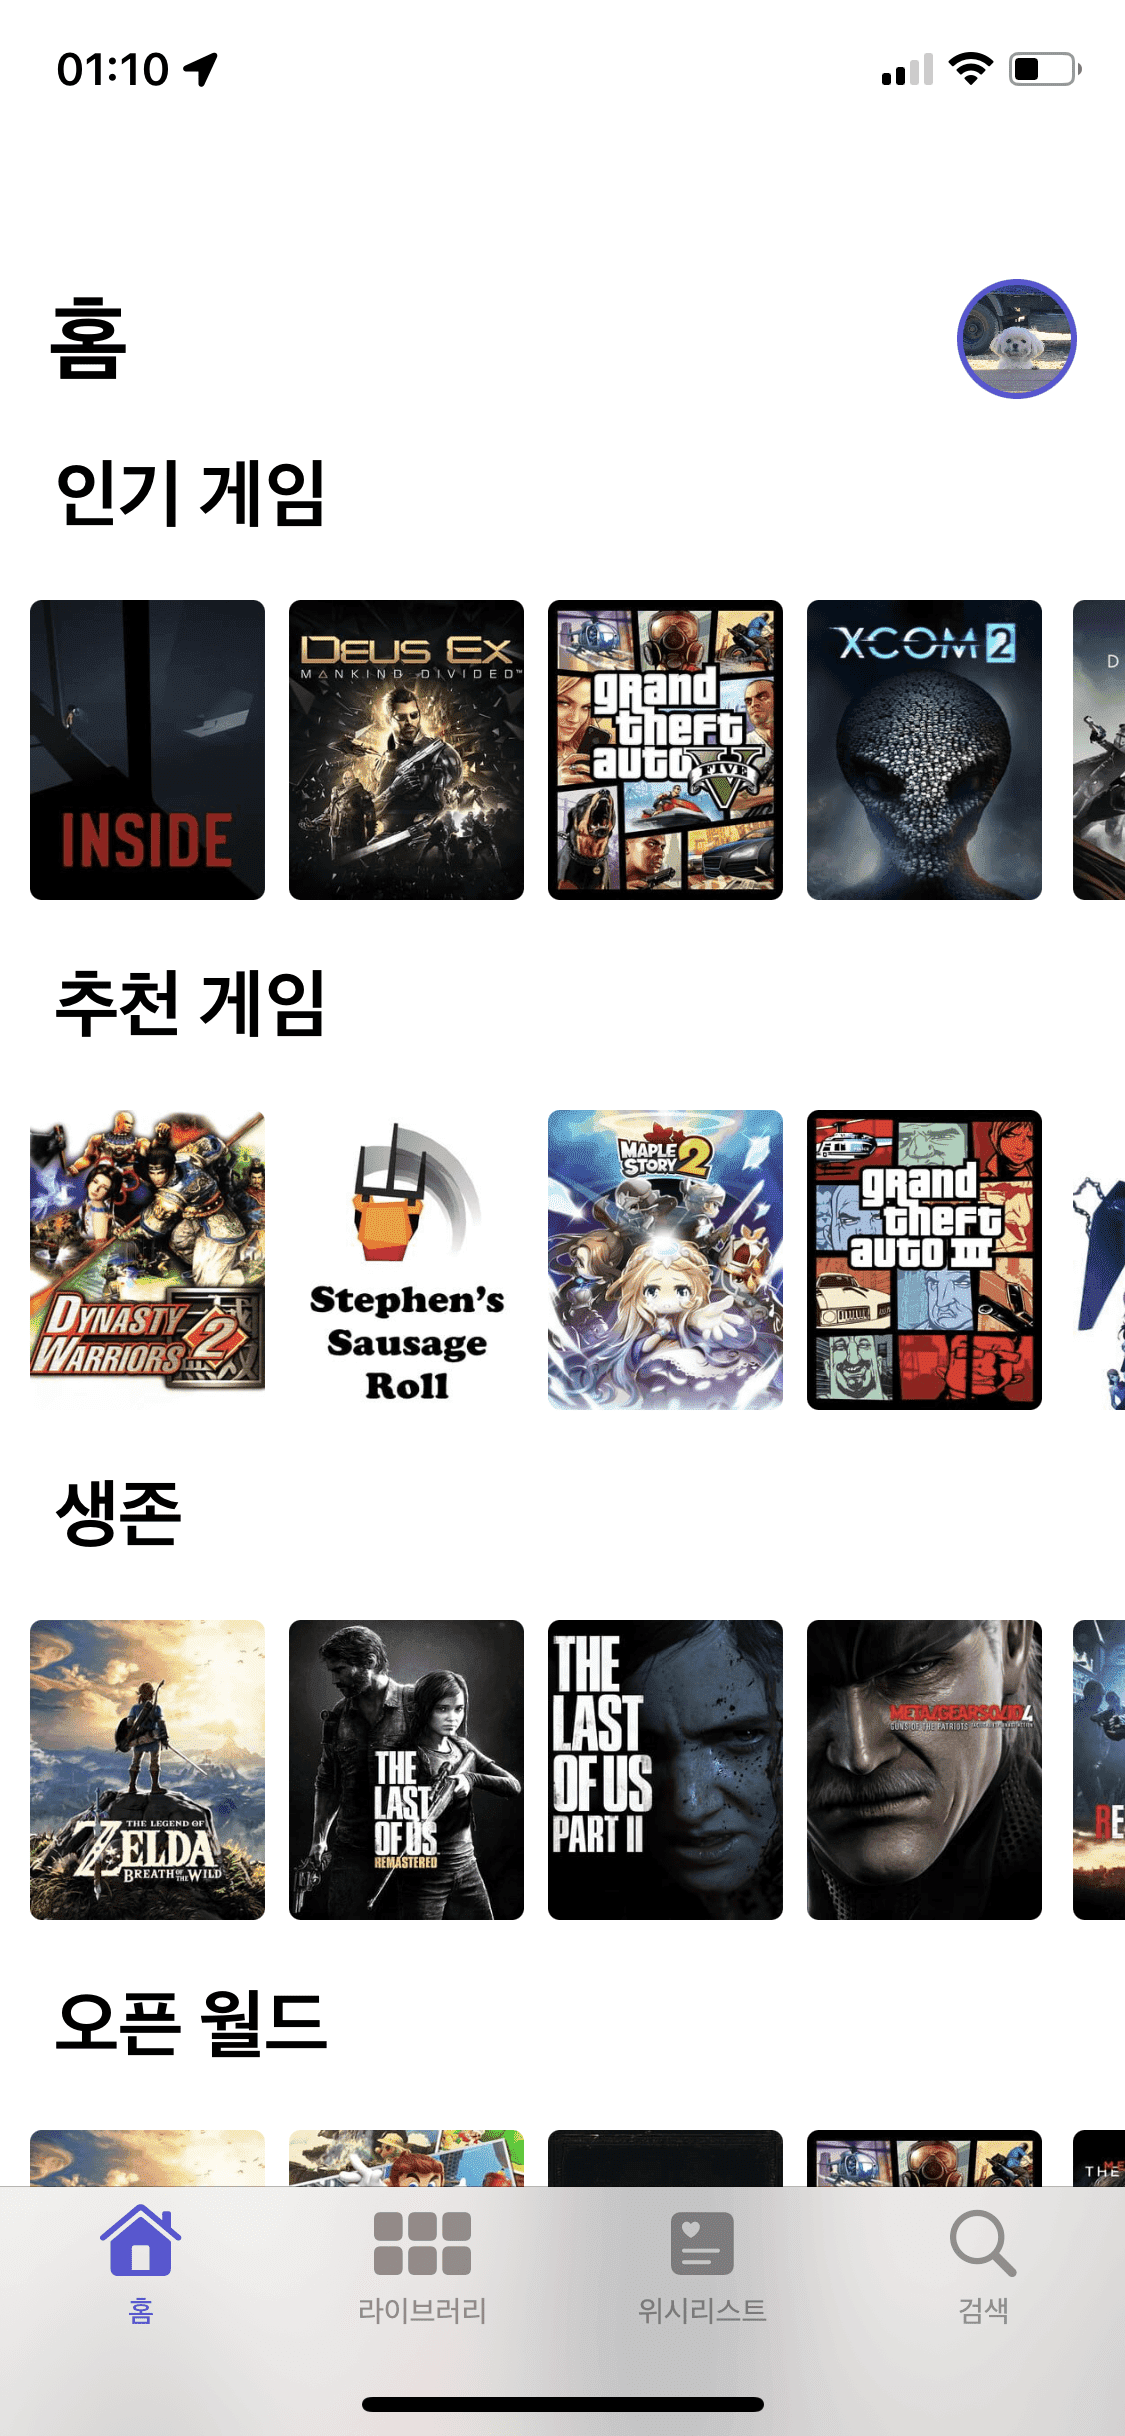 01:10
홈
인기 게임
INSIDE
DEUS EX
MANKIND DIVIDED™
grand
theft
auto
FIVE
XCOM 2
D
추천 게임
DYNASTY
WARRIORS 2
Stephen's
Sausage
Roll
MAPLE
STORY 2
grand
theft
auto III
생존
THE LEGEND OF
ZELDA
BREATH OF THE WILD
THE
LAST
OF US
REMASTERED
THE
LAST
OF US
PART II
METAL GEAR SOLID 4
GUNS OF THE PATRIOTS
RE
오픈 월드
THE
홈
라이브러리
위시리스트
검색